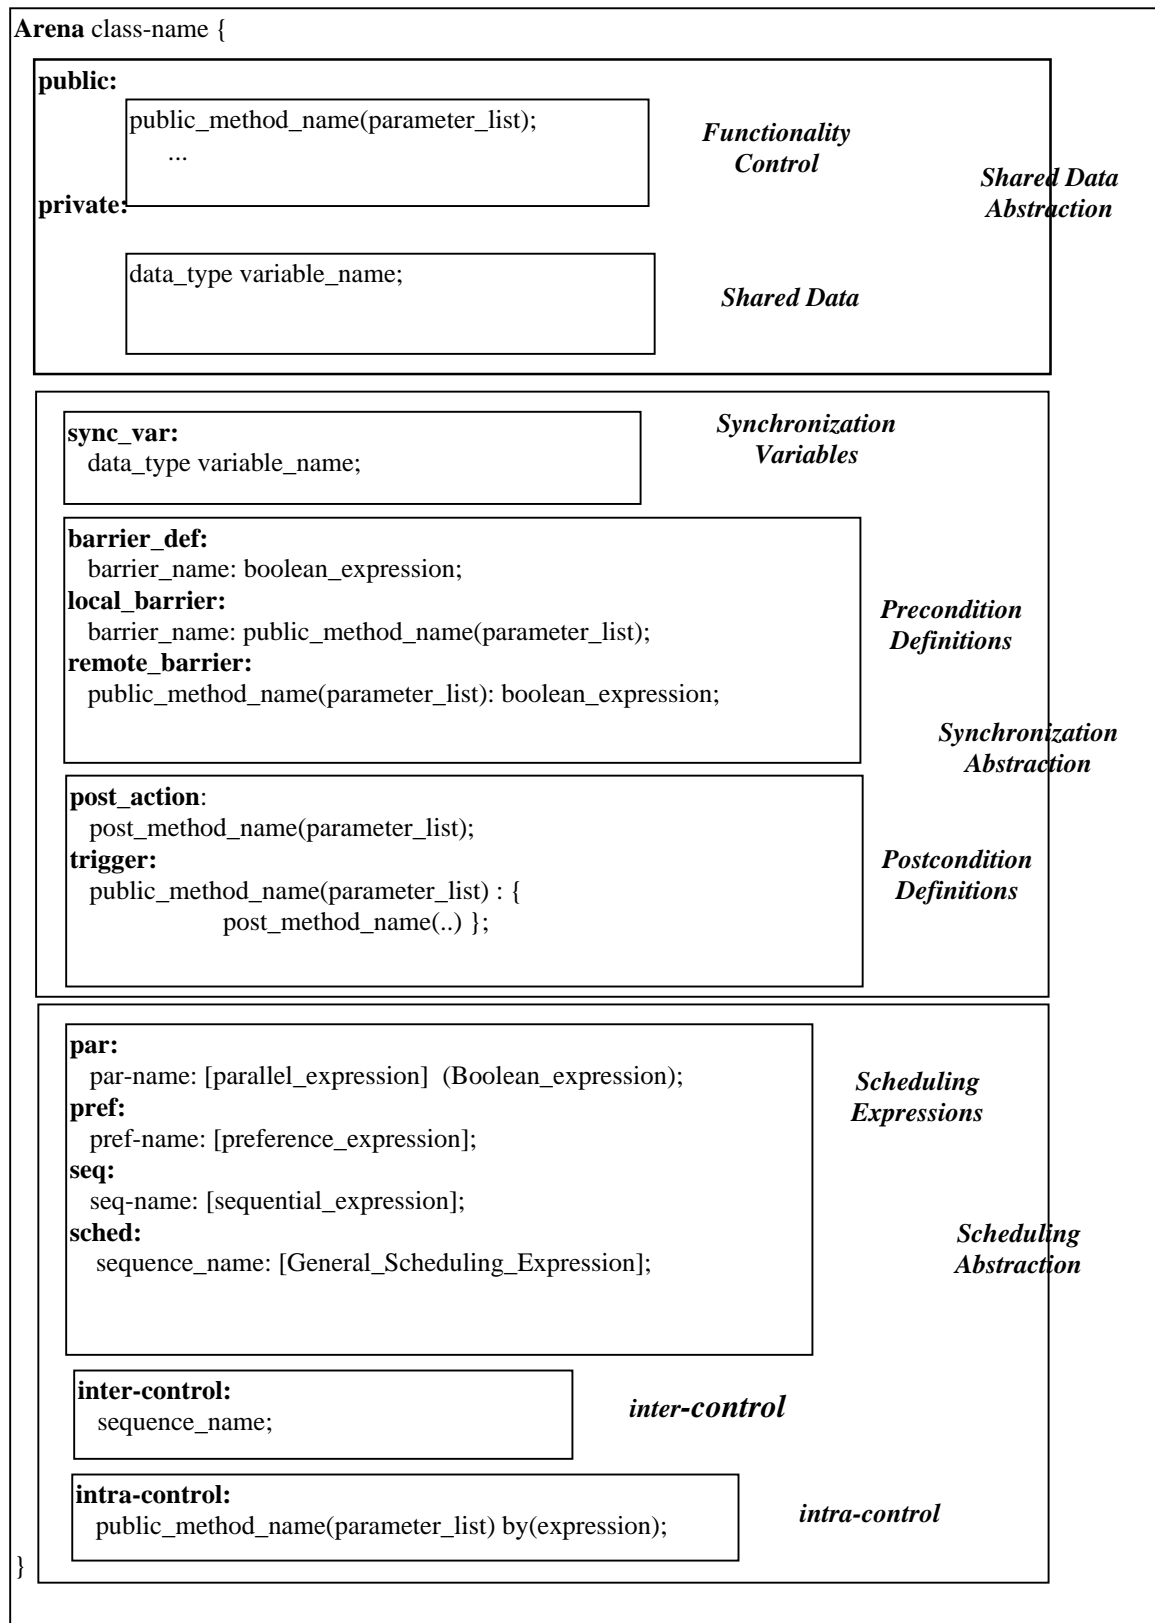 Arena class-name {
public:
public_method_name(parameter_list);
...
Functionality
Control
private:
Shared Data
Abstraction
data_type variable_name;
Shared Data
sync_var:
data_type variable_name;
Synchronization
Variables
barrier_def:
barrier_name: boolean_expression;
local_barrier:
barrier_name: public_method_name(parameter_list);
remote_barrier:
public_method_name(parameter_list): boolean_expression;
Precondition
Definitions
Synchronization
Abstraction
post_action:
post_method_name(parameter_list);
trigger:
public_method_name(parameter_list) : {
post_method_name(..) };
Postcondition
Definitions
par:
par-name: [parallel_expression]  (Boolean_expression);
pref:
pref-name: [preference_expression];
seq:
seq-name: [sequential_expression];
sched:
sequence_name: [General_Scheduling_Expression];
Scheduling
Expressions
Scheduling
Abstraction
inter-control:
sequence_name;
inter-control
intra-control:
public_method_name(parameter_list) by(expression);
intra-control
}